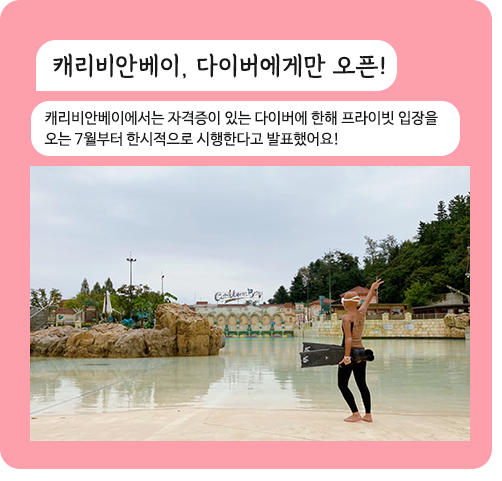 캐리비안베이, 다이버에게만 오픈!
캐리비안베이에서는 자격증이 있는 다이버에 한해 프라이빗 입장을
오는 7월부터 한시적으로 시행한다고 발표했어요!
Caribbean Bay